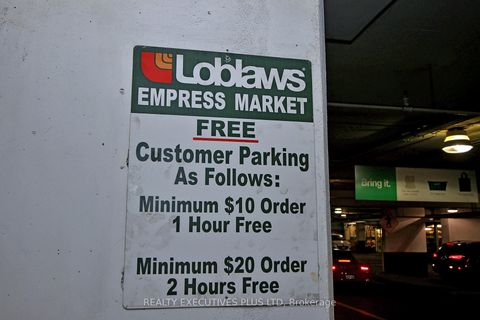 Loblaws
EMPRESS MARKET
FREE
Customer Parking
As Follows:
Minimum $10 Order
1 Hour Free
Minimum $20 Order
2 Hours Free
Bring it.
REALTY EXECUTIVES PLUS LTD, Brokerage